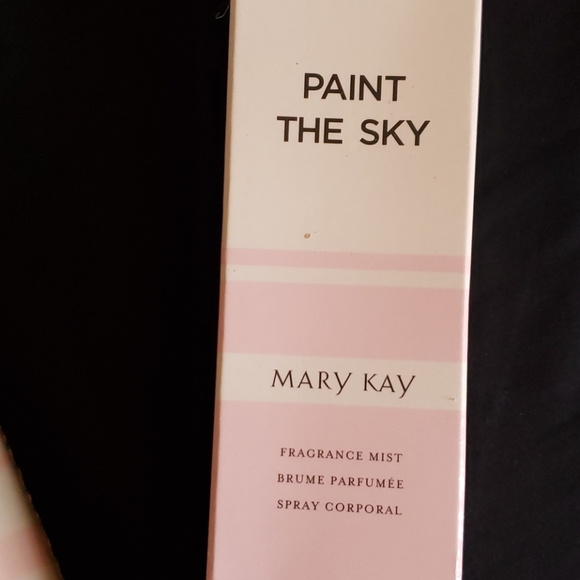 PAINT
THE SKY
MARY KAY
FRAGRANCE MIST
BRUME PARFUMÉE
SPRAY CORPORAL